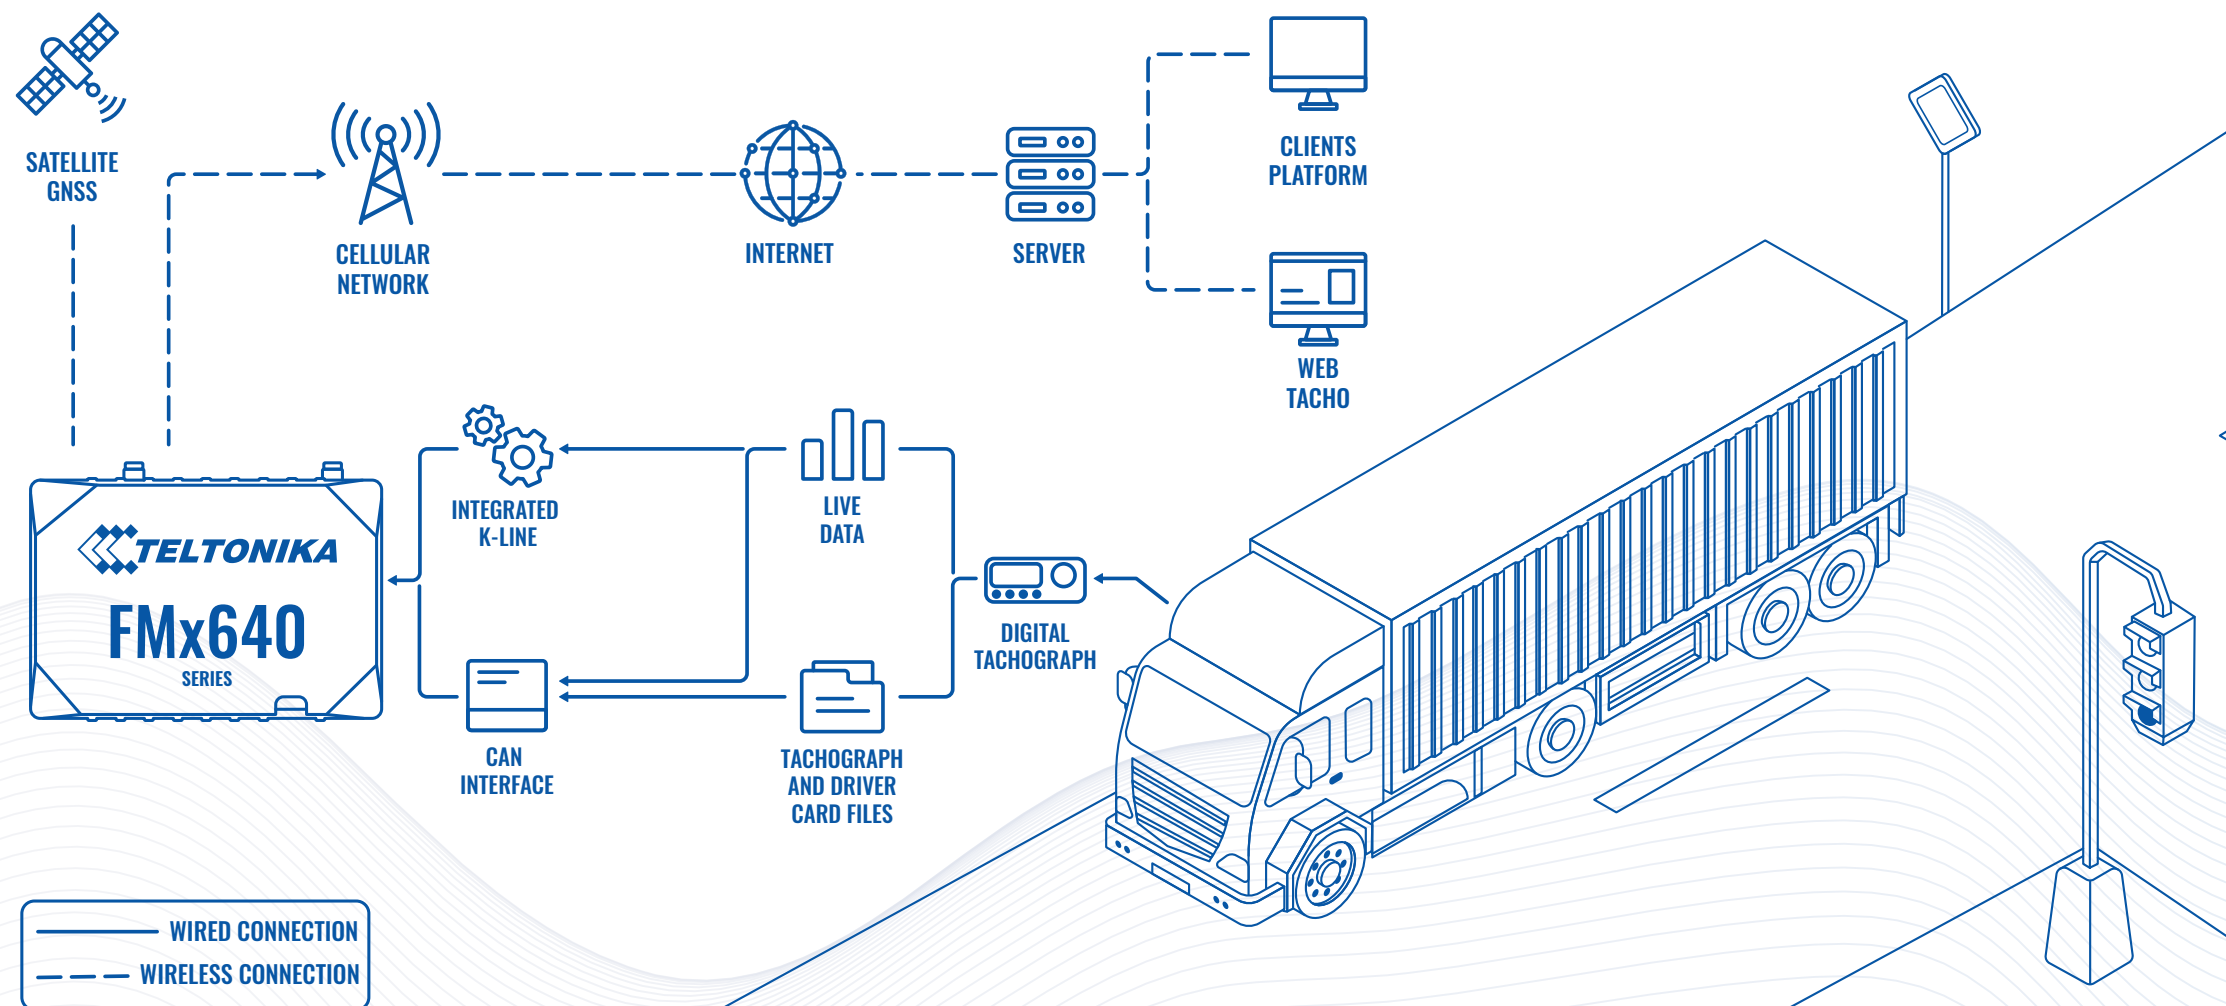 SATELLITE
GNSS
CELLULAR
NETWORK
INTERNET
SERVER
CLIENTS
PLATFORM
WEB
TACHO
TELTONIKA
FMx640
SERIES
INTEGRATED
K-LINE
LIVE
DATA
DIGITAL
TACHOGRAPH
CAN
INTERFACE
TACHOGRAPH
AND DRIVER
CARD FILES
WIRED CONNECTION
WIRELESS CONNECTION